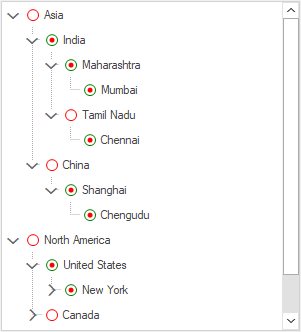 Asia
India
Maharashtra
Mumbai
Tamil Nadu
Chennai
China
Shanghai
Chengudu
North America
United States
New York
Canada